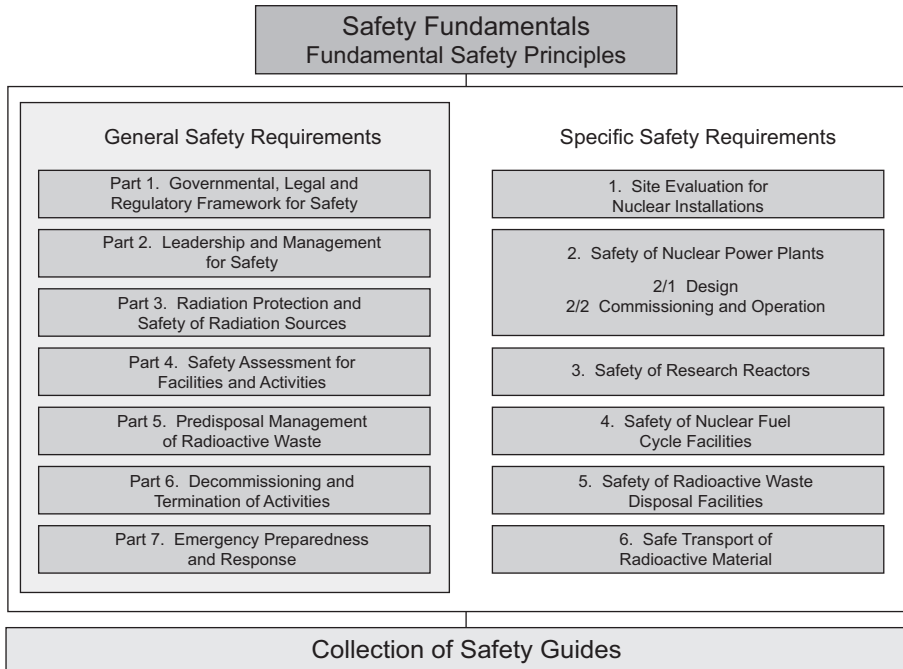 Safety Fundamentals
Fundamental Safety Principles
General Safety Requirements
Part 1. Governmental, Legal and
Regulatory Framework for Safety
Part 2. Leadership and Management
for Safety
Part 3. Radiation Protection and
Safety of Radiation Sources
Part 4. Safety Assessment for
Facilities and Activities
Part 5. Predisposal Management
of Radioactive Waste
Part 6. Decommissioning and
Termination of Activities
Part 7. Emergency Preparedness
and Response
Specific Safety Requirements
1. Site Evaluation for
Nuclear Installations
2. Safety of Nuclear Power Plants
2/1 Design
2/2 Commissioning and Operation
3. Safety of Research Reactors
4. Safety of Nuclear Fuel
Cycle Facilities
5. Safety of Radioactive Waste
Disposal Facilities
6. Safe Transport of
Radioactive Material
Collection of Safety Guides